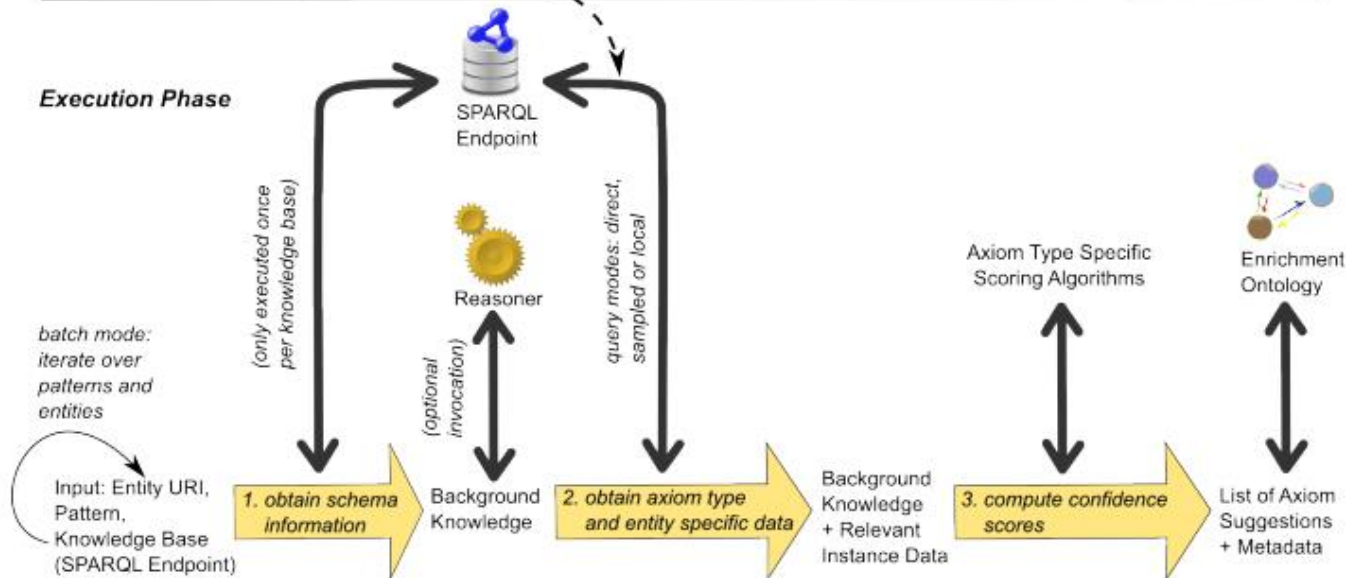 Execution Phase
SPARQL
Endpoint
(only executed once
per knowledge base)
Reasoner
(optional
invocation)
query modes: direct,
sampled or local
Axiom Type Specific
Scoring Algorithms
Enrichment
Ontology
batch mode:
iterate over
patterns and
entities
Input: Entity URI,
Pattern,
Knowledge Base
(SPARQL Endpoint)
1. obtain schema
information
Background
Knowledge
2. obtain axiom type
and entity specific data
Background
Knowledge
+ Relevant
Instance Data
3. compute confidence
scores
List of Axiom
Suggestions
+ Metadata